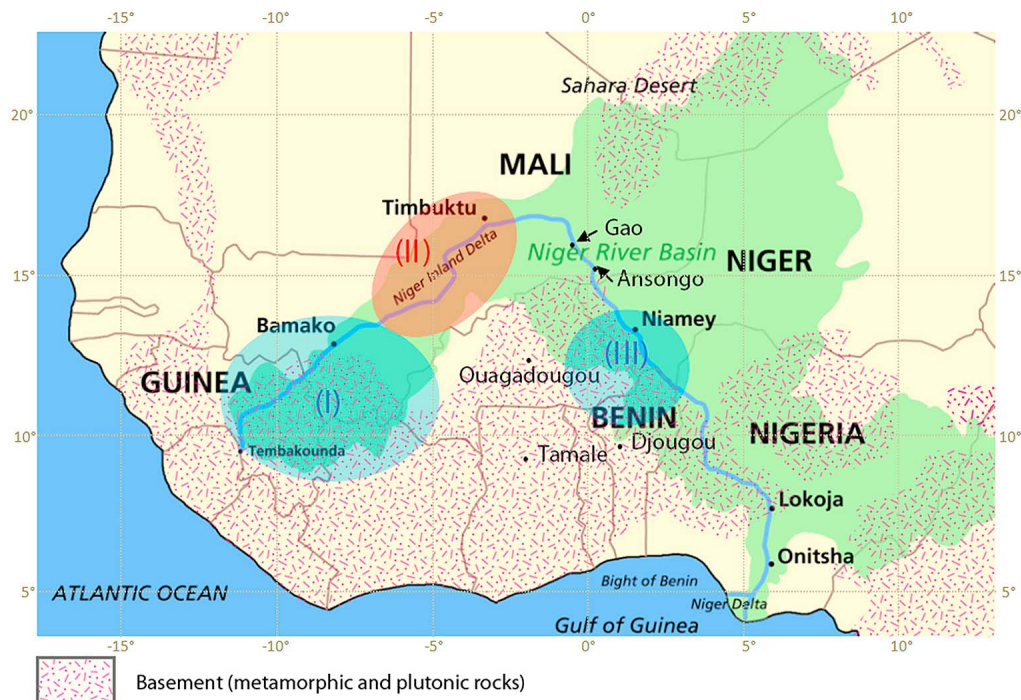 -15°
-10°
-5°
0°
5°
10°
20°
20°
Sahara Desert
MALI
Timbuktu
Gao
(II)
Niger Inland Delta
Niger River Basin
NIGER
15°
15°
Ansongo
Bamako
Niamey
(III)
Ouagadougou
GUINEA
(I)
BENIN
NIGERIA
10°
10°
Djougou
Tembakounda
Tamale
Lokoja
Onitsha
5°
5°
ATLANTIC OCEAN
Bight of Benin
Niger Delta
Gulf of Guinea
-15°
-10°
-5°
0°
5°
10°
Basement (metamorphic and plutonic rocks)